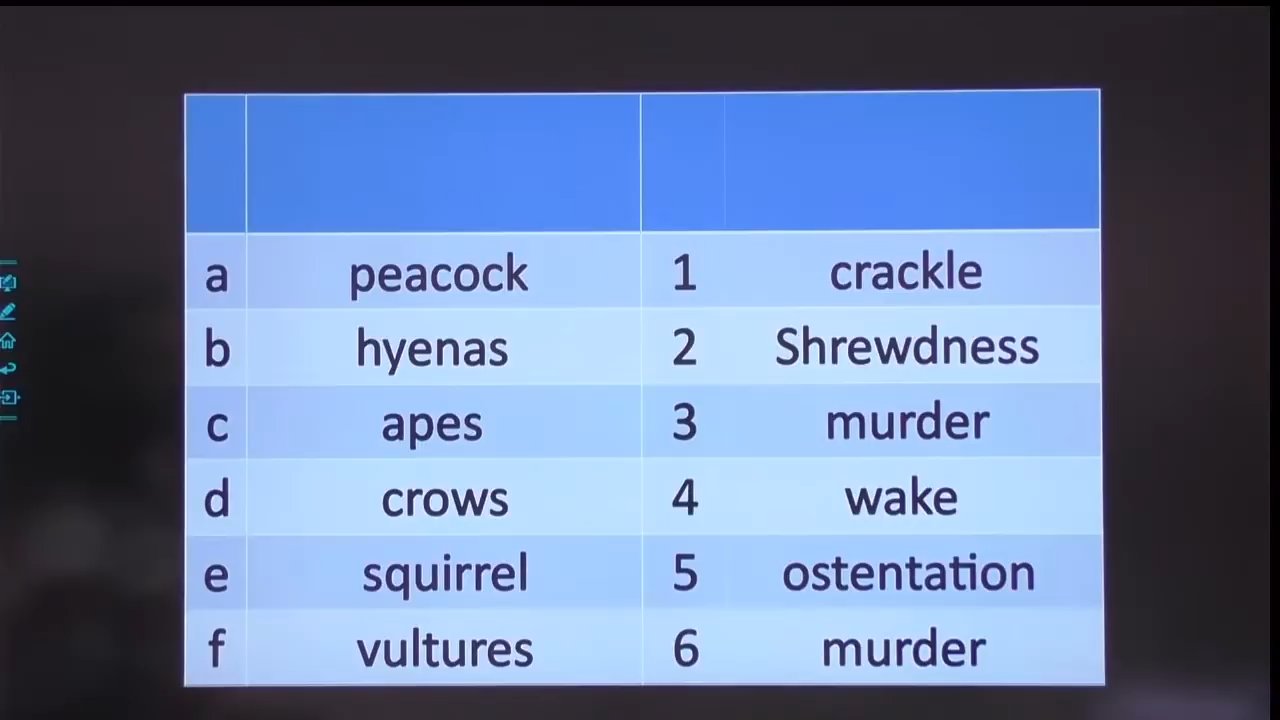 a peacock 1 crackle
b hyenas 2 Shrewdness
c apes 3 murder
d crows 4 wake
e squirrel 5 ostentation
f vultures 6 murder